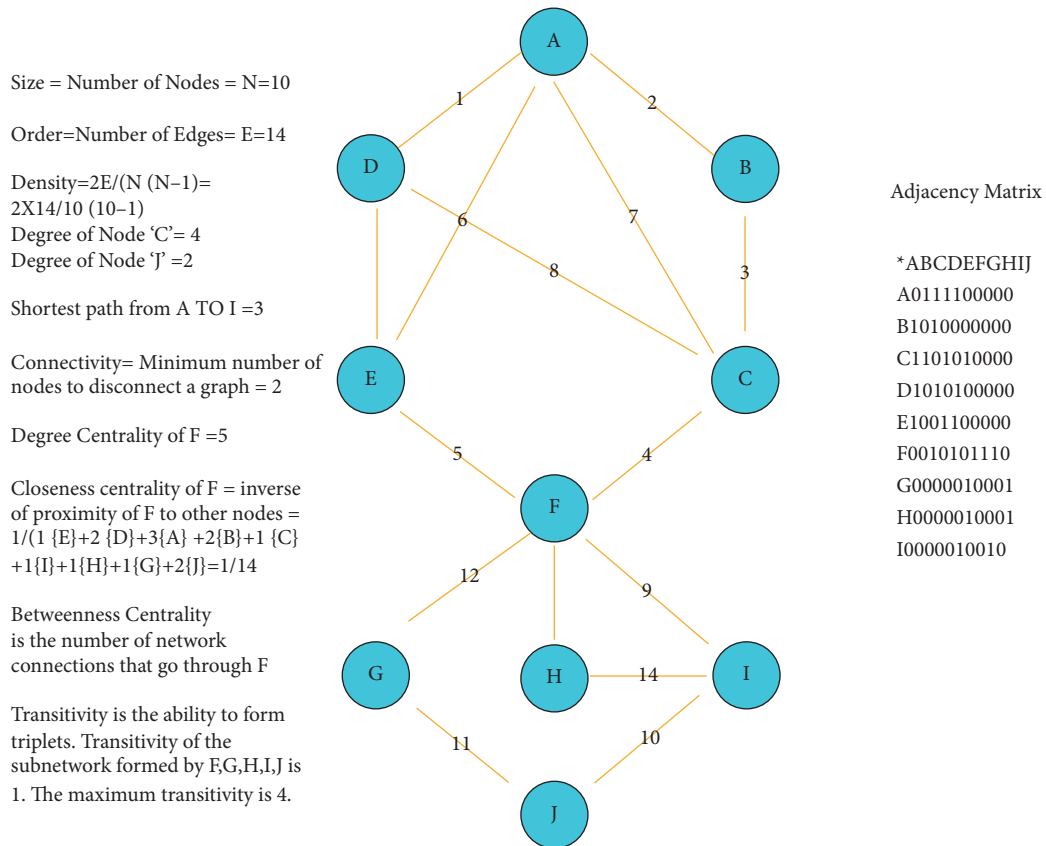 Size = Number of Nodes = N=10
Order=Number of Edges= E=14
Density=2E/(N (N–1)=
2X14/10 (10–1)
Degree of Node ‘C’= 4
Degree of Node ‘J’ =2
Shortest path from A TO I =3
Connectivity= Minimum number of
nodes to disconnect a graph = 2
Degree Centrality of F =5
Closeness centrality of F = inverse
of proximity of F to other nodes =
1/(1 {E}+2 {D}+3{A} +2{B}+1 {C}
+1{I}+1{H}+1{G}+2{J}=1/14
Betweenness Centrality
is the number of network
connections that go through F
Transitivity is the ability to form
triplets. Transitivity of the
subnetwork formed by F,G,H,I,J is
1. The maximum transitivity is 4.
A
1
2
D
B
6
7
8
3
E
C
5
4
F
12
9
G
H
14
I
11
10
J
Adjacency Matrix
*ABCDEFGHIJ
A0111100000
B1010000000
C1101010000
D1010100000
E1001100000
F0010101110
G0000010001
H0000010001
I0000010010